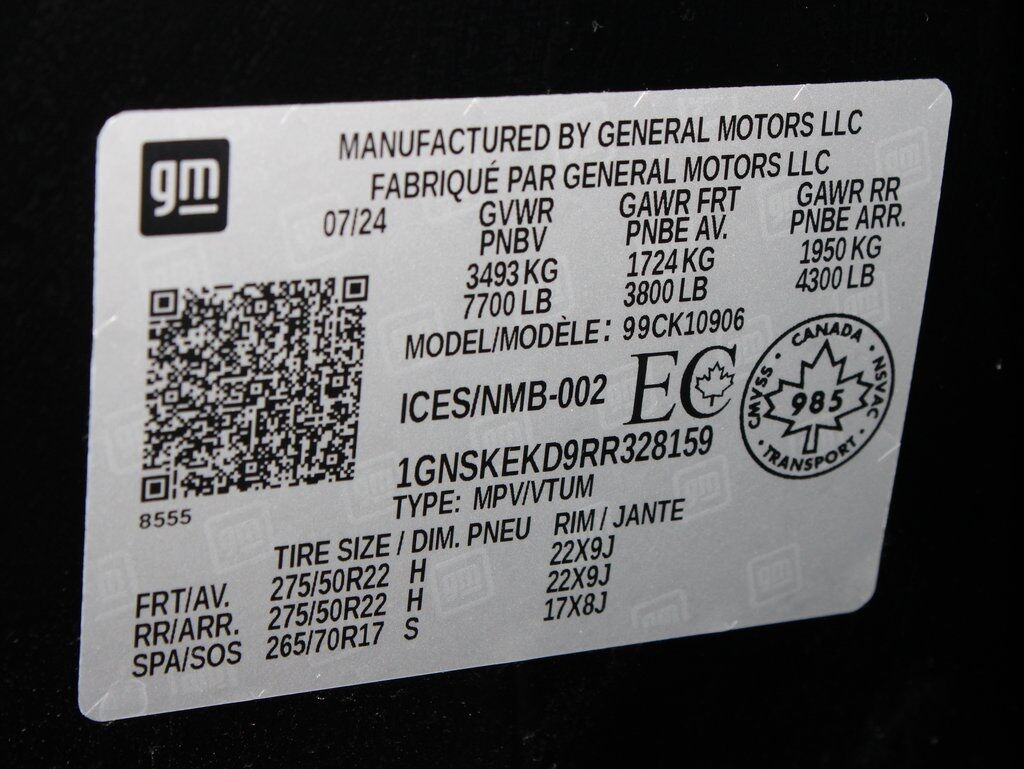 gm
MANUFACTURED BY GENERAL MOTORS LLC
FABRIQUÉ PAR GENERAL MOTORS LLC
07/24 GVWR GAWR FRT GAWR RR
PNBV PNBE AV. PNBE ARR.
3493 KG 1724 KG 1950 KG
7700 LB 3800 LB 4300 LB
MODEL/MODÈLE: 99CK10906
ICES/NMB-002 EC
CANADA
CMVSS NSVAC
985
TRANSPORT
1GNSKEKD9RR328159
TYPE: MPV/VTUM
8555
TIRE SIZE / DIM. PNEU RIM / JANTE
FRT/AV. 275/50R22 H 22X9J
RR/ARR. 275/50R22 H 22X9J
SPA/SOS 265/70R17 S 17X8J